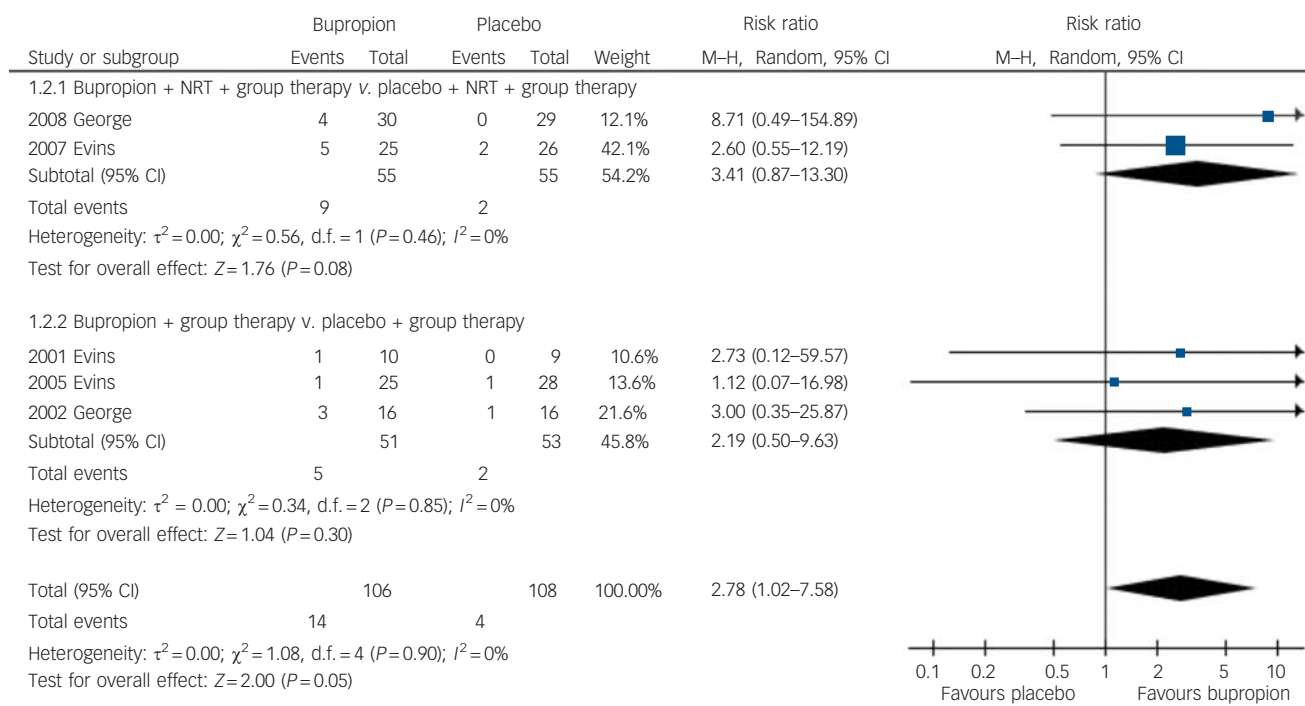 Bupropion Placebo Risk ratio Risk ratio
Study or subgroup Events Total Events Total Weight M–H, Random, 95% CI M–H, Random, 95% CI
1.2.1 Bupropion + NRT + group therapy v. placebo + NRT + group therapy
2008 George 4 30 0 29 12.1% 8.71 (0.49–154.89)
2007 Evins 5 25 2 26 42.1% 2.60 (0.55–12.19)
Subtotal (95% CI) 55 55 54.2% 3.41 (0.87–13.30)
Total events 9 2
Heterogeneity: τ²=0.00; χ²=0.56, d.f.=1 (P=0.46); I²=0%
Test for overall effect: Z=1.76 (P=0.08)
1.2.2 Bupropion + group therapy v. placebo + group therapy
2001 Evins 1 10 0 9 10.6% 2.73 (0.12–59.57)
2005 Evins 1 25 1 28 13.6% 1.12 (0.07–16.98)
2002 George 3 16 1 16 21.6% 3.00 (0.35–25.87)
Subtotal (95% CI) 51 53 45.8% 2.19 (0.50–9.63)
Total events 5 2
Heterogeneity: τ² = 0.00; χ²=0.34, d.f.=2 (P=0.85); I²=0%
Test for overall effect: Z=1.04 (P=0.30)
Total (95% CI) 106 108 100.00% 2.78 (1.02–7.58)
Total events 14 4
Heterogeneity: τ²=0.00; χ²=1.08, d.f.=4 (P=0.90); I²=0%
Test for overall effect: Z=2.00 (P=0.05)
0.1 0.2 0.5 1 2 5 10
Favours placebo Favours bupropion